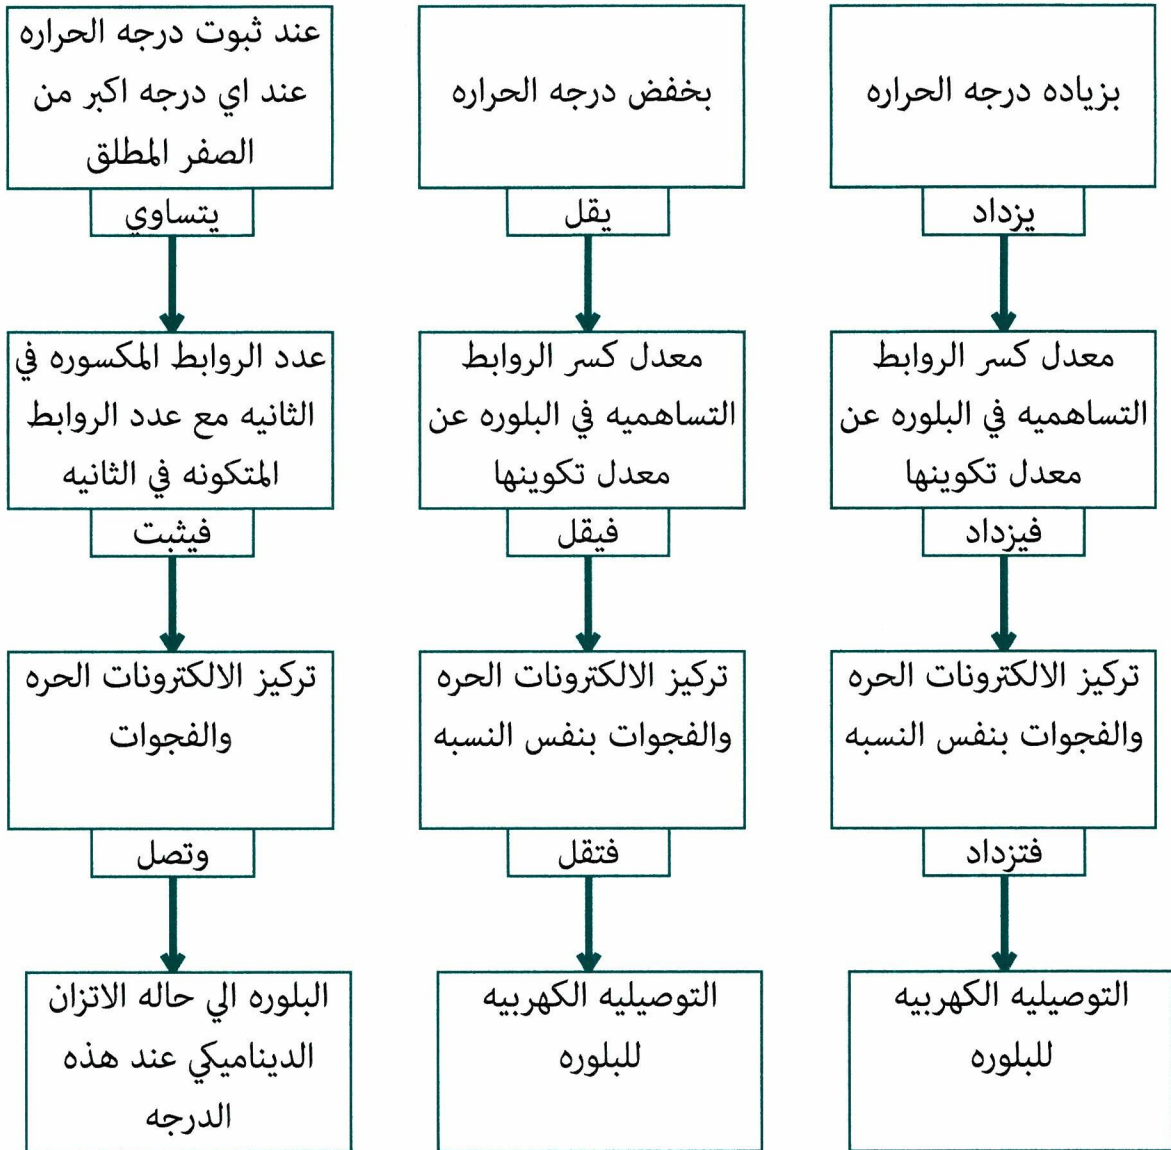 بزياده درجه الحراره
يزداد
معدل كسر الروابط
التساهميه في البلوره عن
معدل تكوينها
فيزداد
تركيز الالكترونات الحره
والفجوات بنفس النسبه
فتزداد
التوصيليه الكهربيه
للبلوره
بخفض درجه الحراره
يقل
معدل كسر الروابط
التساهميه في البلوره عن
معدل تكوينها
فيقل
تركيز الالكترونات الحره
والفجوات بنفس النسبه
فتقل
التوصيليه الكهربيه
للبلوره
عند ثبوت درجه الحراره
عند اي درجه اكبر من
الصفر المطلق
يتساوي
عدد الروابط المكسوره في
الثانيه مع عدد الروابط
المتكونه في الثانيه
فيثبت
تركيز الالكترونات الحره
والفجوات
وتصل
البلوره الي حاله الاتزان
الديناميكي عند هذه
الدرجه